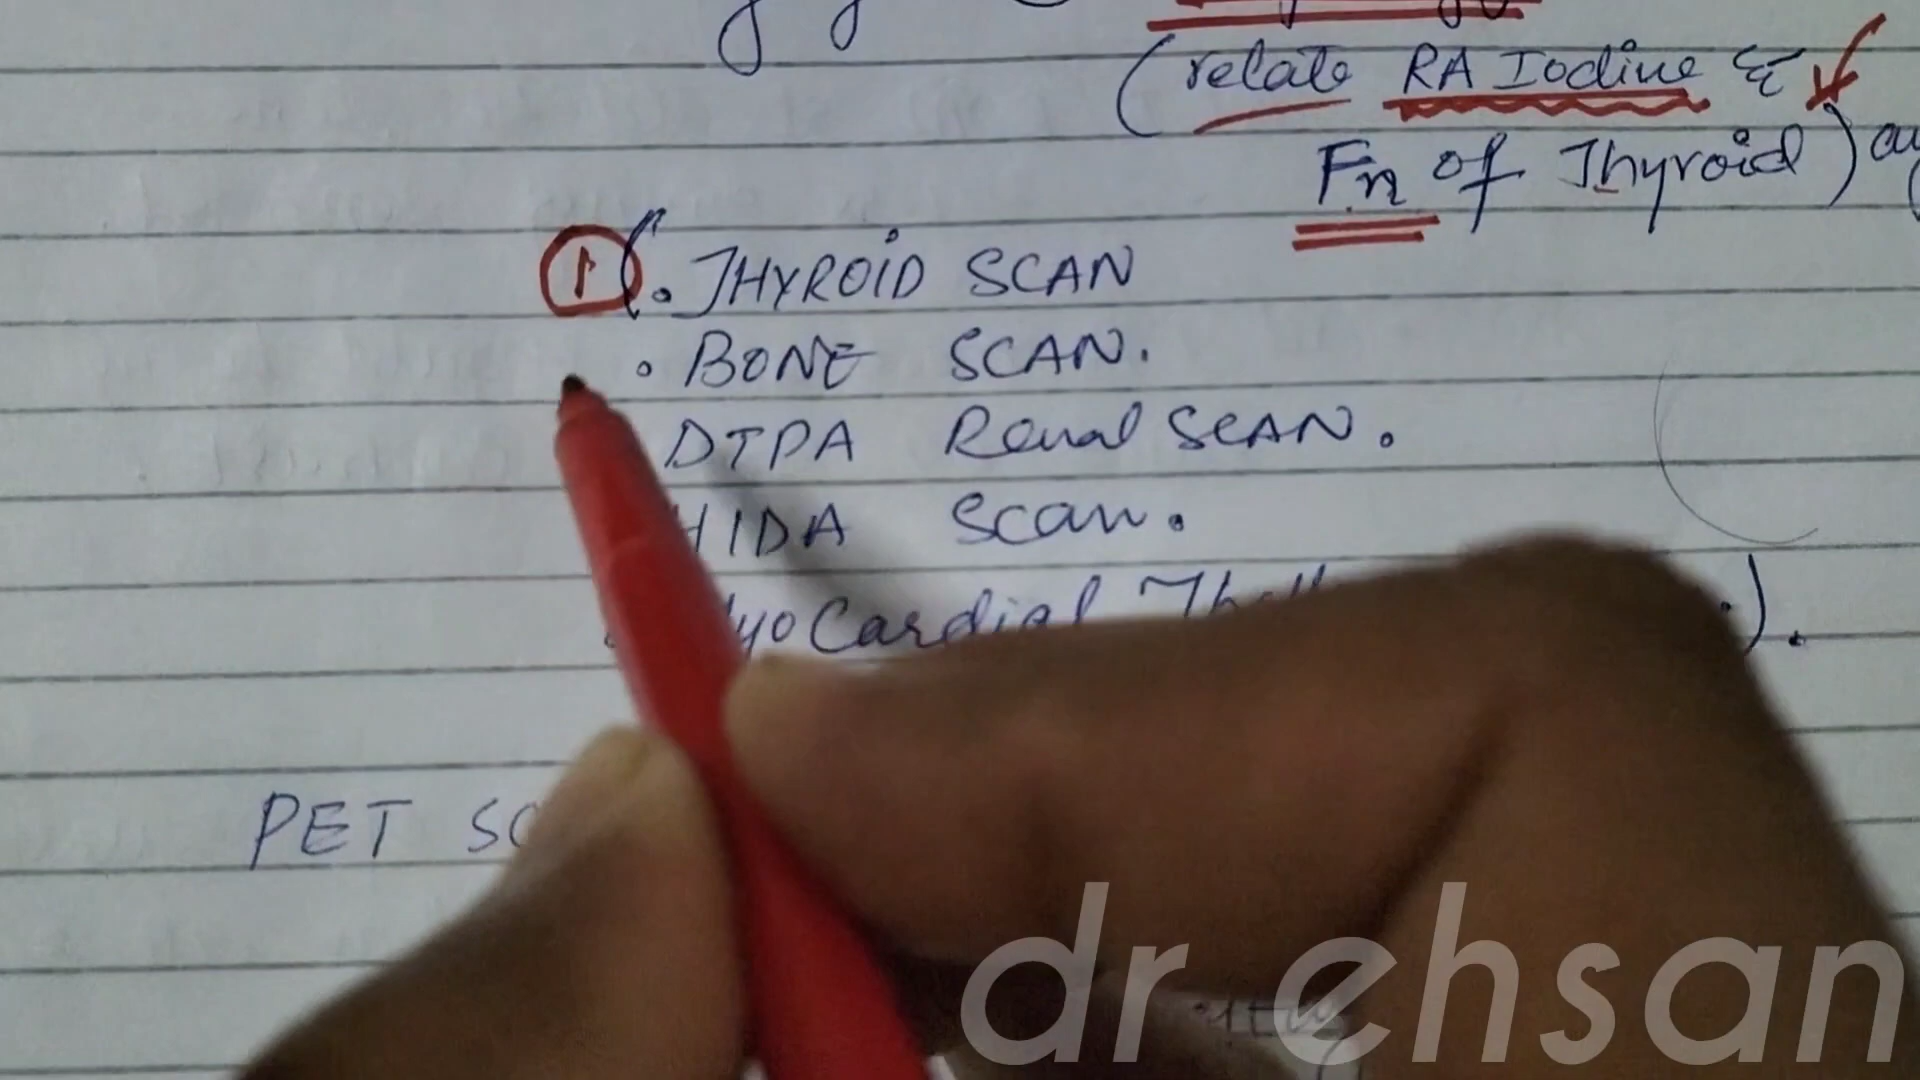 (relate RA Iodine &
Fn of Thyroid)
① (. THYROID SCAN
. BONE SCAN.
DTPA Renal SCAN.
HIDA Scan.
Cardial
PET
dr ehsan